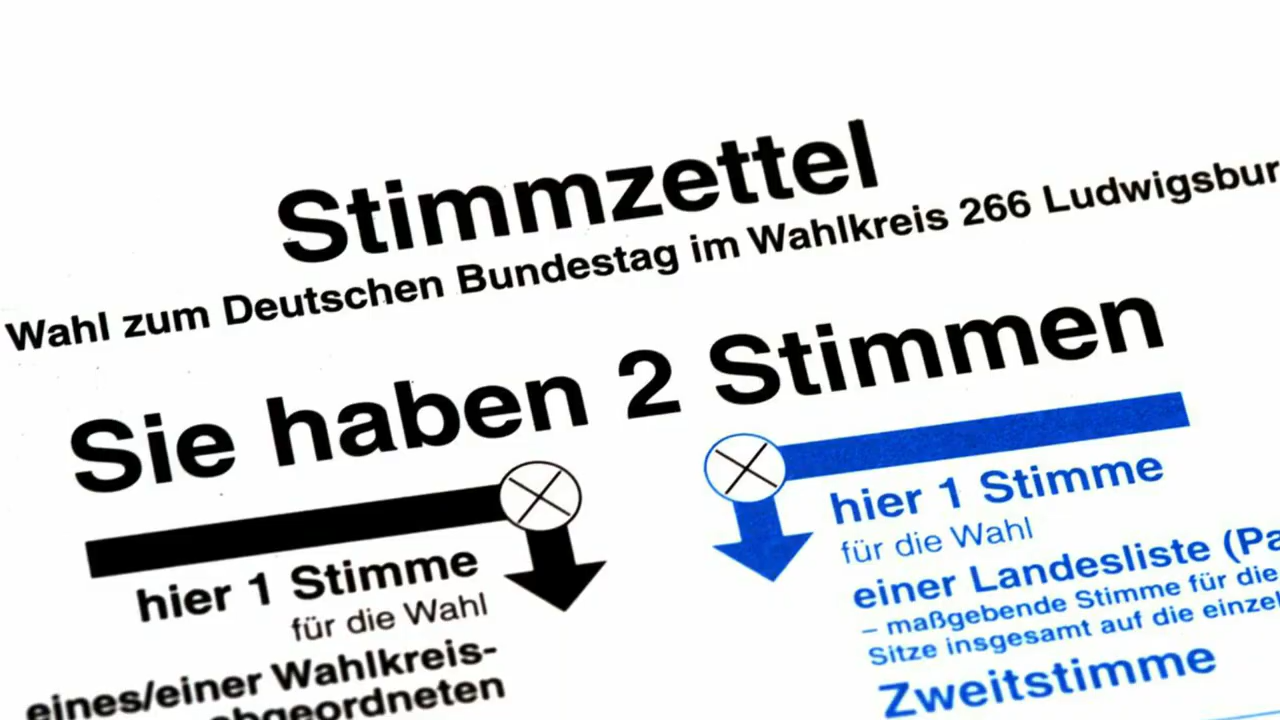 Stimmzettel
Wahl zum Deutschen Bundestag im Wahlkreis 266 Ludwigsbur
Sie haben 2 Stimmen
hier 1 Stimme
für die Wahl
eines/einer Wahlkreis-
abgeordneten
hier 1 Stimme
für die Wahl
einer Landesliste (Pa
– maßgebende Stimme für die
Sitze insgesamt auf die einzel
Zweitstimme